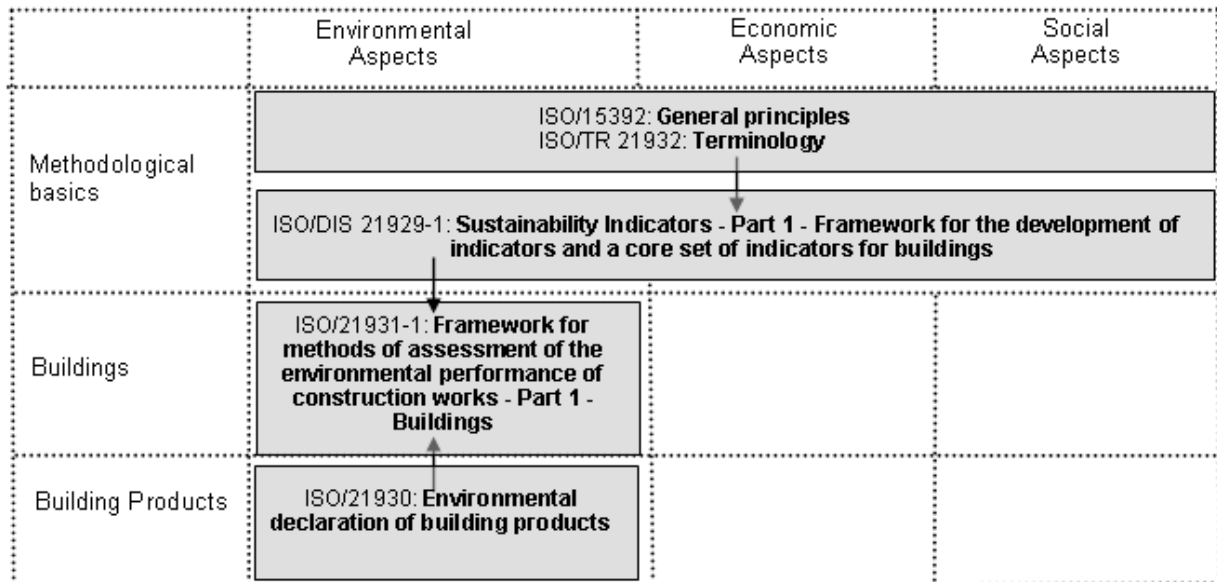 Environmental
Aspects
Economic
Aspects
Social
Aspects
Methodological
basics
ISO/15392: General principles
ISO/TR 21932: Terminology
ISO/DIS 21929-1: Sustainability Indicators - Part 1 - Framework for the development of
indicators and a core set of indicators for buildings
Buildings
ISO/21931-1: Framework for
methods of assessment of the
environmental performance of
construction works - Part 1 -
Buildings
Building Products
ISO/21930: Environmental
declaration of building products